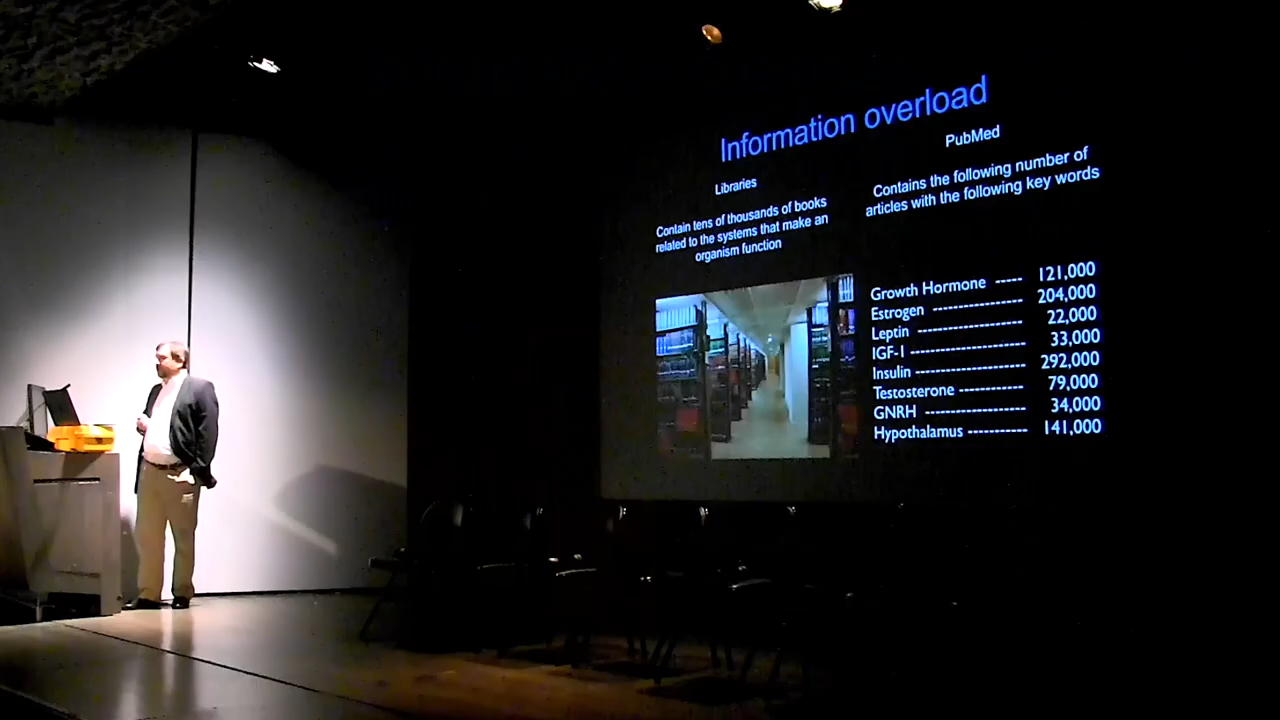 Information overload
Libraries
Contain tens of thousands of books
related to the systems that make an
organism function
PubMed
Contains the following number of
articles with the following key words
Growth Hormone ----- 121,000
Estrogen ---------------- 204,000
Leptin ------------------- 22,000
IGF-I -------------------- 33,000
Insulin ------------------- 292,000
Testosterone ----------- 79,000
GNRH ------------------ 34,000
Hypothalamus ----------- 141,000